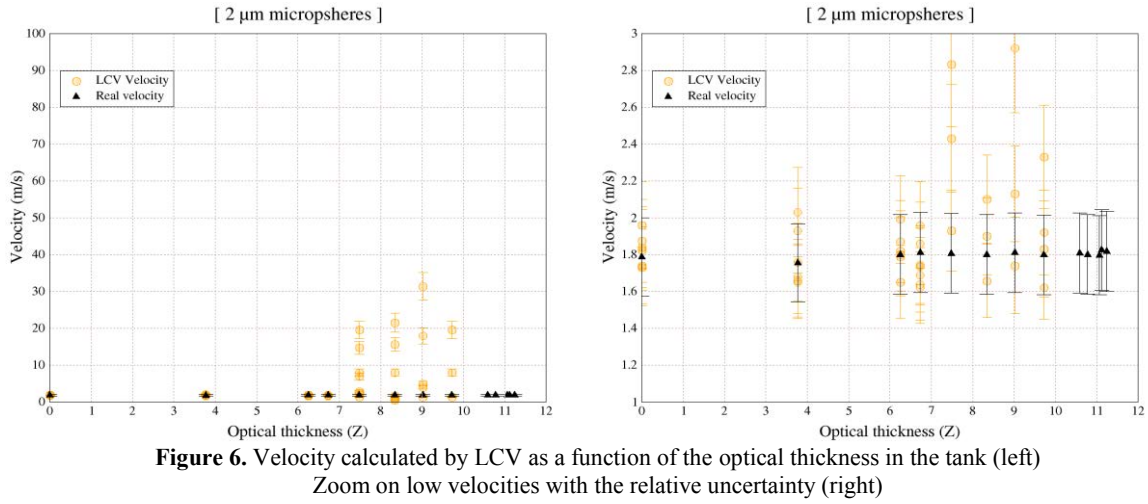 [ 2 µm micropsheres ]
100
90
80
70
60
50
40
30
20
10
0
Velocity (m/s)
LCV Velocity
Real velocity
0 1 2 3 4 5 6 7 8 9 10 11 12
Optical thickness (Z)
[ 2 µm micropsheres ]
3
2.8
2.6
2.4
2.2
2
1.8
1.6
1.4
1.2
1
Velocity (m/s)
LCV Velocity
Real velocity
0 1 2 3 4 5 6 7 8 9 10 11 12
Optical thickness (Z)
Figure 6. Velocity calculated by LCV as a function of the optical thickness in the tank (left)
Zoom on low velocities with the relative uncertainty (right)